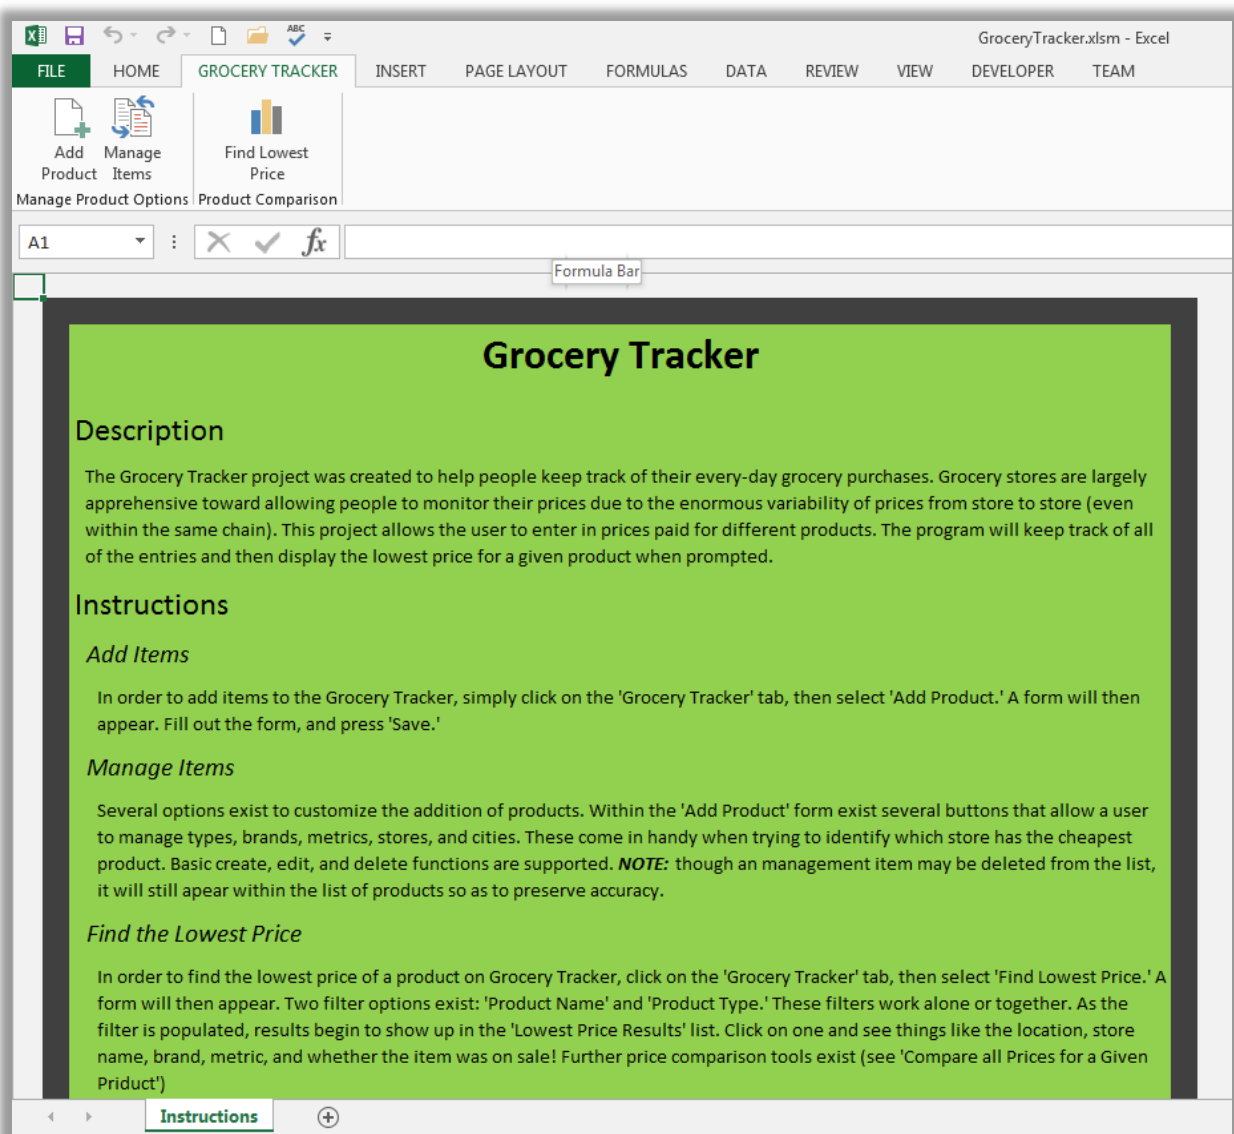 ABC
GroceryTracker.xlsm - Excel
FILE HOME GROCERY TRACKER INSERT PAGE LAYOUT FORMULAS DATA REVIEW VIEW DEVELOPER TEAM
Add Manage Find Lowest
Product Items Price
Manage Product Options Product Comparison
A1 fx
Formula Bar
Grocery Tracker
Description
The Grocery Tracker project was created to help people keep track of their every-day grocery purchases. Grocery stores are largely
apprehensive toward allowing people to monitor their prices due to the enormous variability of prices from store to store (even
within the same chain). This project allows the user to enter in prices paid for different products. The program will keep track of all
of the entries and then display the lowest price for a given product when prompted.
Instructions
Add Items
In order to add items to the Grocery Tracker, simply click on the 'Grocery Tracker' tab, then select 'Add Product.' A form will then
appear. Fill out the form, and press 'Save.'
Manage Items
Several options exist to customize the addition of products. Within the 'Add Product' form exist several buttons that allow a user
to manage types, brands, metrics, stores, and cities. These come in handy when trying to identify which store has the cheapest
product. Basic create, edit, and delete functions are supported. NOTE: though an management item may be deleted from the list,
it will still apear within the list of products so as to preserve accuracy.
Find the Lowest Price
In order to find the lowest price of a product on Grocery Tracker, click on the 'Grocery Tracker' tab, then select 'Find Lowest Price.' A
form will then appear. Two filter options exist: 'Product Name' and 'Product Type.' These filters work alone or together. As the
filter is populated, results begin to show up in the 'Lowest Price Results' list. Click on one and see things like the location, store
name, brand, metric, and whether the item was on sale! Further price comparison tools exist (see 'Compare all Prices for a Given
Priduct')
Instructions